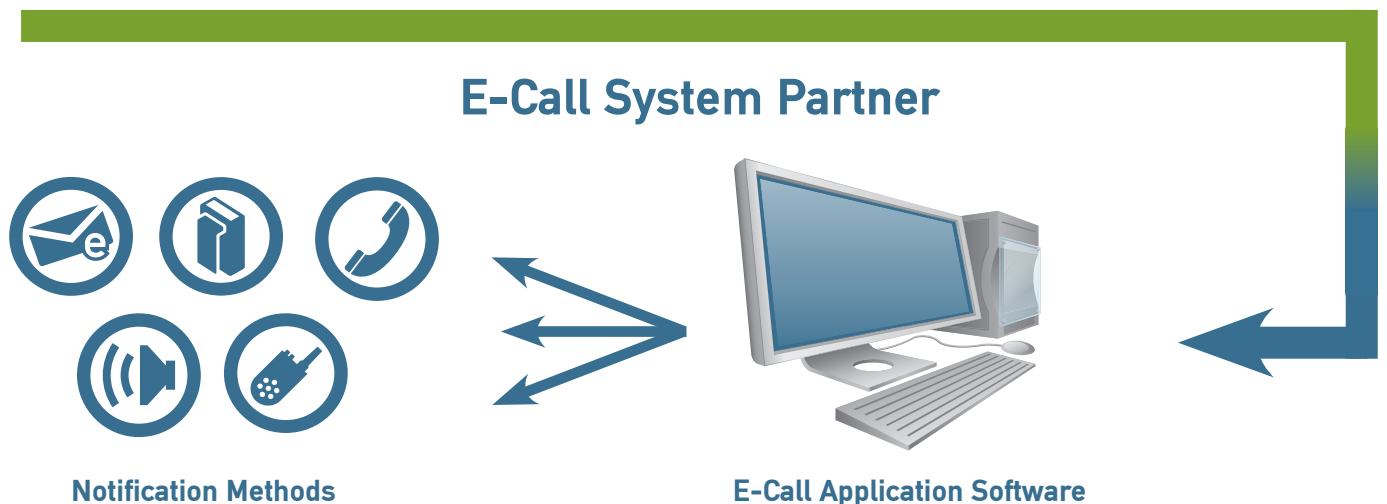 E-Call System Partner
e
Notification Methods
E-Call Application Software